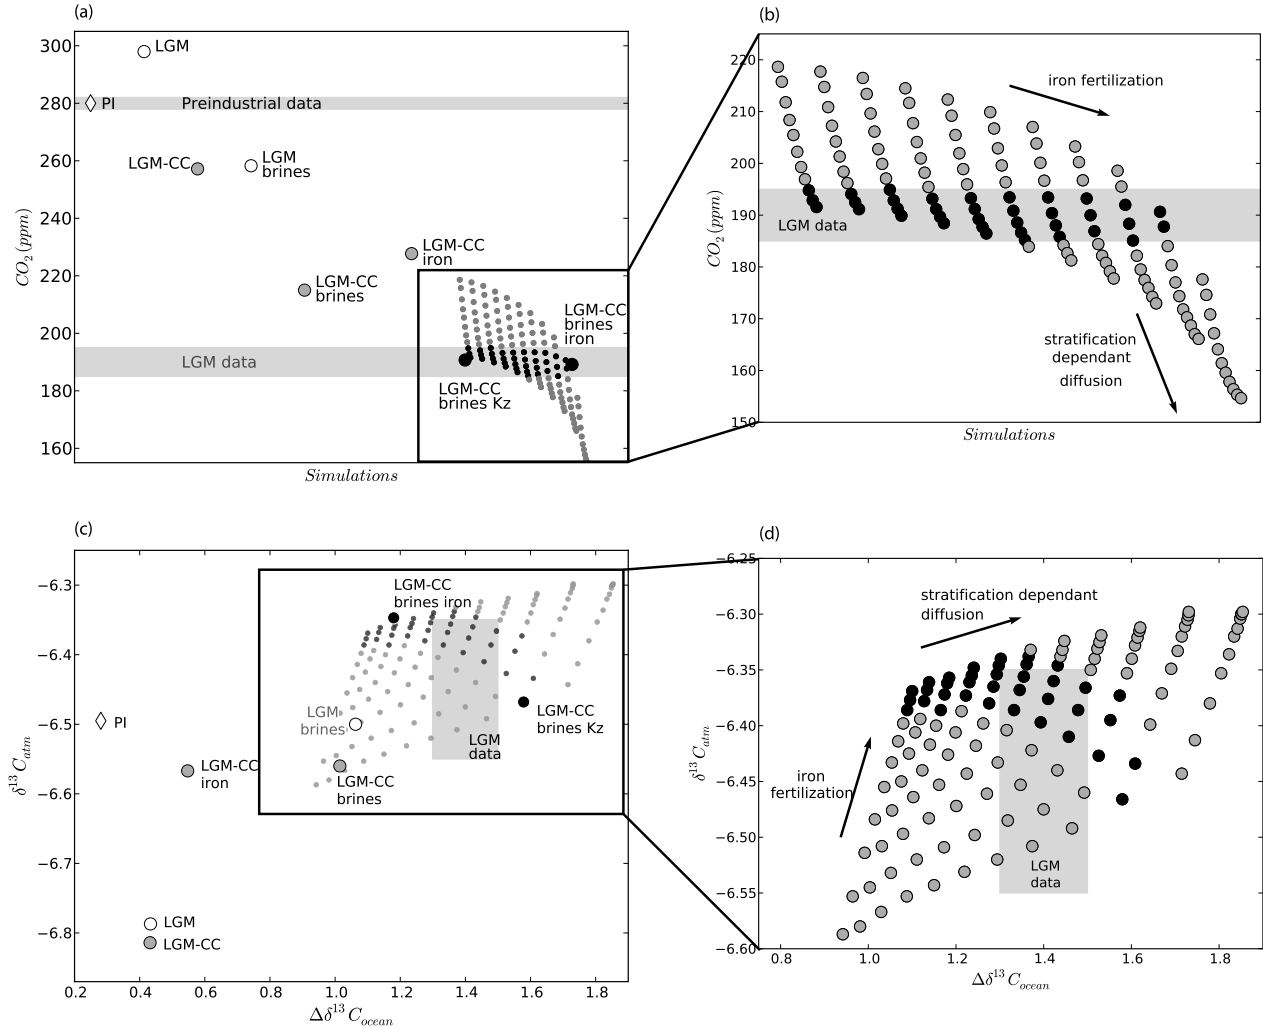 (a)
300
280
260
240
220
200
180
160
CO₂ (ppm)
LGM
PI
Preindustrial data
LGM-CC
LGM
brines
LGM-CC
iron
LGM-CC
brines
LGM-CC
brines
iron
LGM data
LGM-CC
brines Kz
Simulations
(b)
220
210
200
190
180
170
160
150
CO₂ (ppm)
iron fertilization
LGM data
stratification
dependant
diffusion
Simulations
(c)
−6.3
−6.4
−6.5
−6.6
−6.7
−6.8
δ¹³C_atm
LGM-CC
brines iron
PI
LGM
brines
LGM-CC
brines Kz
LGM
data
LGM-CC
iron
LGM-CC
brines
LGM
LGM-CC
0.2 0.4 0.6 0.8 1.0 1.2 1.4 1.6 1.8
Δδ¹³C_ocean
(d)
−6.25
−6.30
−6.35
−6.40
−6.45
−6.50
−6.55
−6.60
δ¹³C_atm
stratification dependant
diffusion
iron
fertilization
LGM
data
0.8 1.0 1.2 1.4 1.6 1.8
Δδ¹³C_ocean